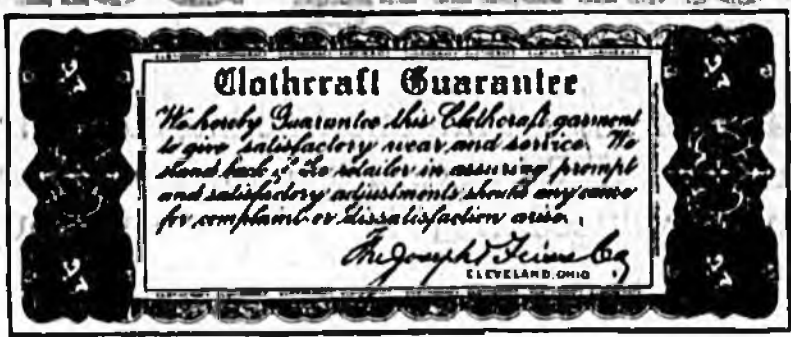 Clothcraft Guarantee
We hereby Guarantee this Clothcraft garment
to give satisfactory wear and service. We
stand back of the retailer in assuring prompt
and satisfactory adjustments should any cause
for complaint or dissatisfaction arise.
The Joseph & Feiss Co
CLEVELAND, OHIO